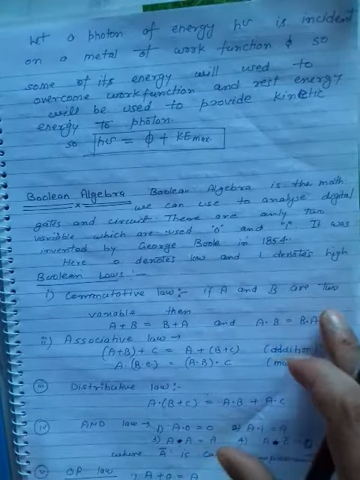 Let a photon of energy hν is incident
on a metal of work function ϕ so
some of its energy will used to
overcome workfunction and rest energy
will be used to provide kinetic
energy to photon.
so hν = ϕ + KEmax
Boolean Algebra Boolean Algebra is the math
we can use to analyse digital
gates and circuit. There are only two
variable which are used '0' and '1'. It was
invented by George Boole in 1854.
Here 0 denotes low and 1 denotes high
Boolean Laws:-
i) Commutative law:- if A and B are two
variable then
A+B = B+A and A·B = B·A
ii) Associative law →
(A+B)+C = A+(B+C)
A·(B·C) = (A·B)·C
iii) Distributive law:-
A·(B+C) = A·B + A·C
iv) AND law → 1) A·0=0 2) A·1=A
3) A·A=A 4)
where A̅ is
v) OR law 1) A+0=A